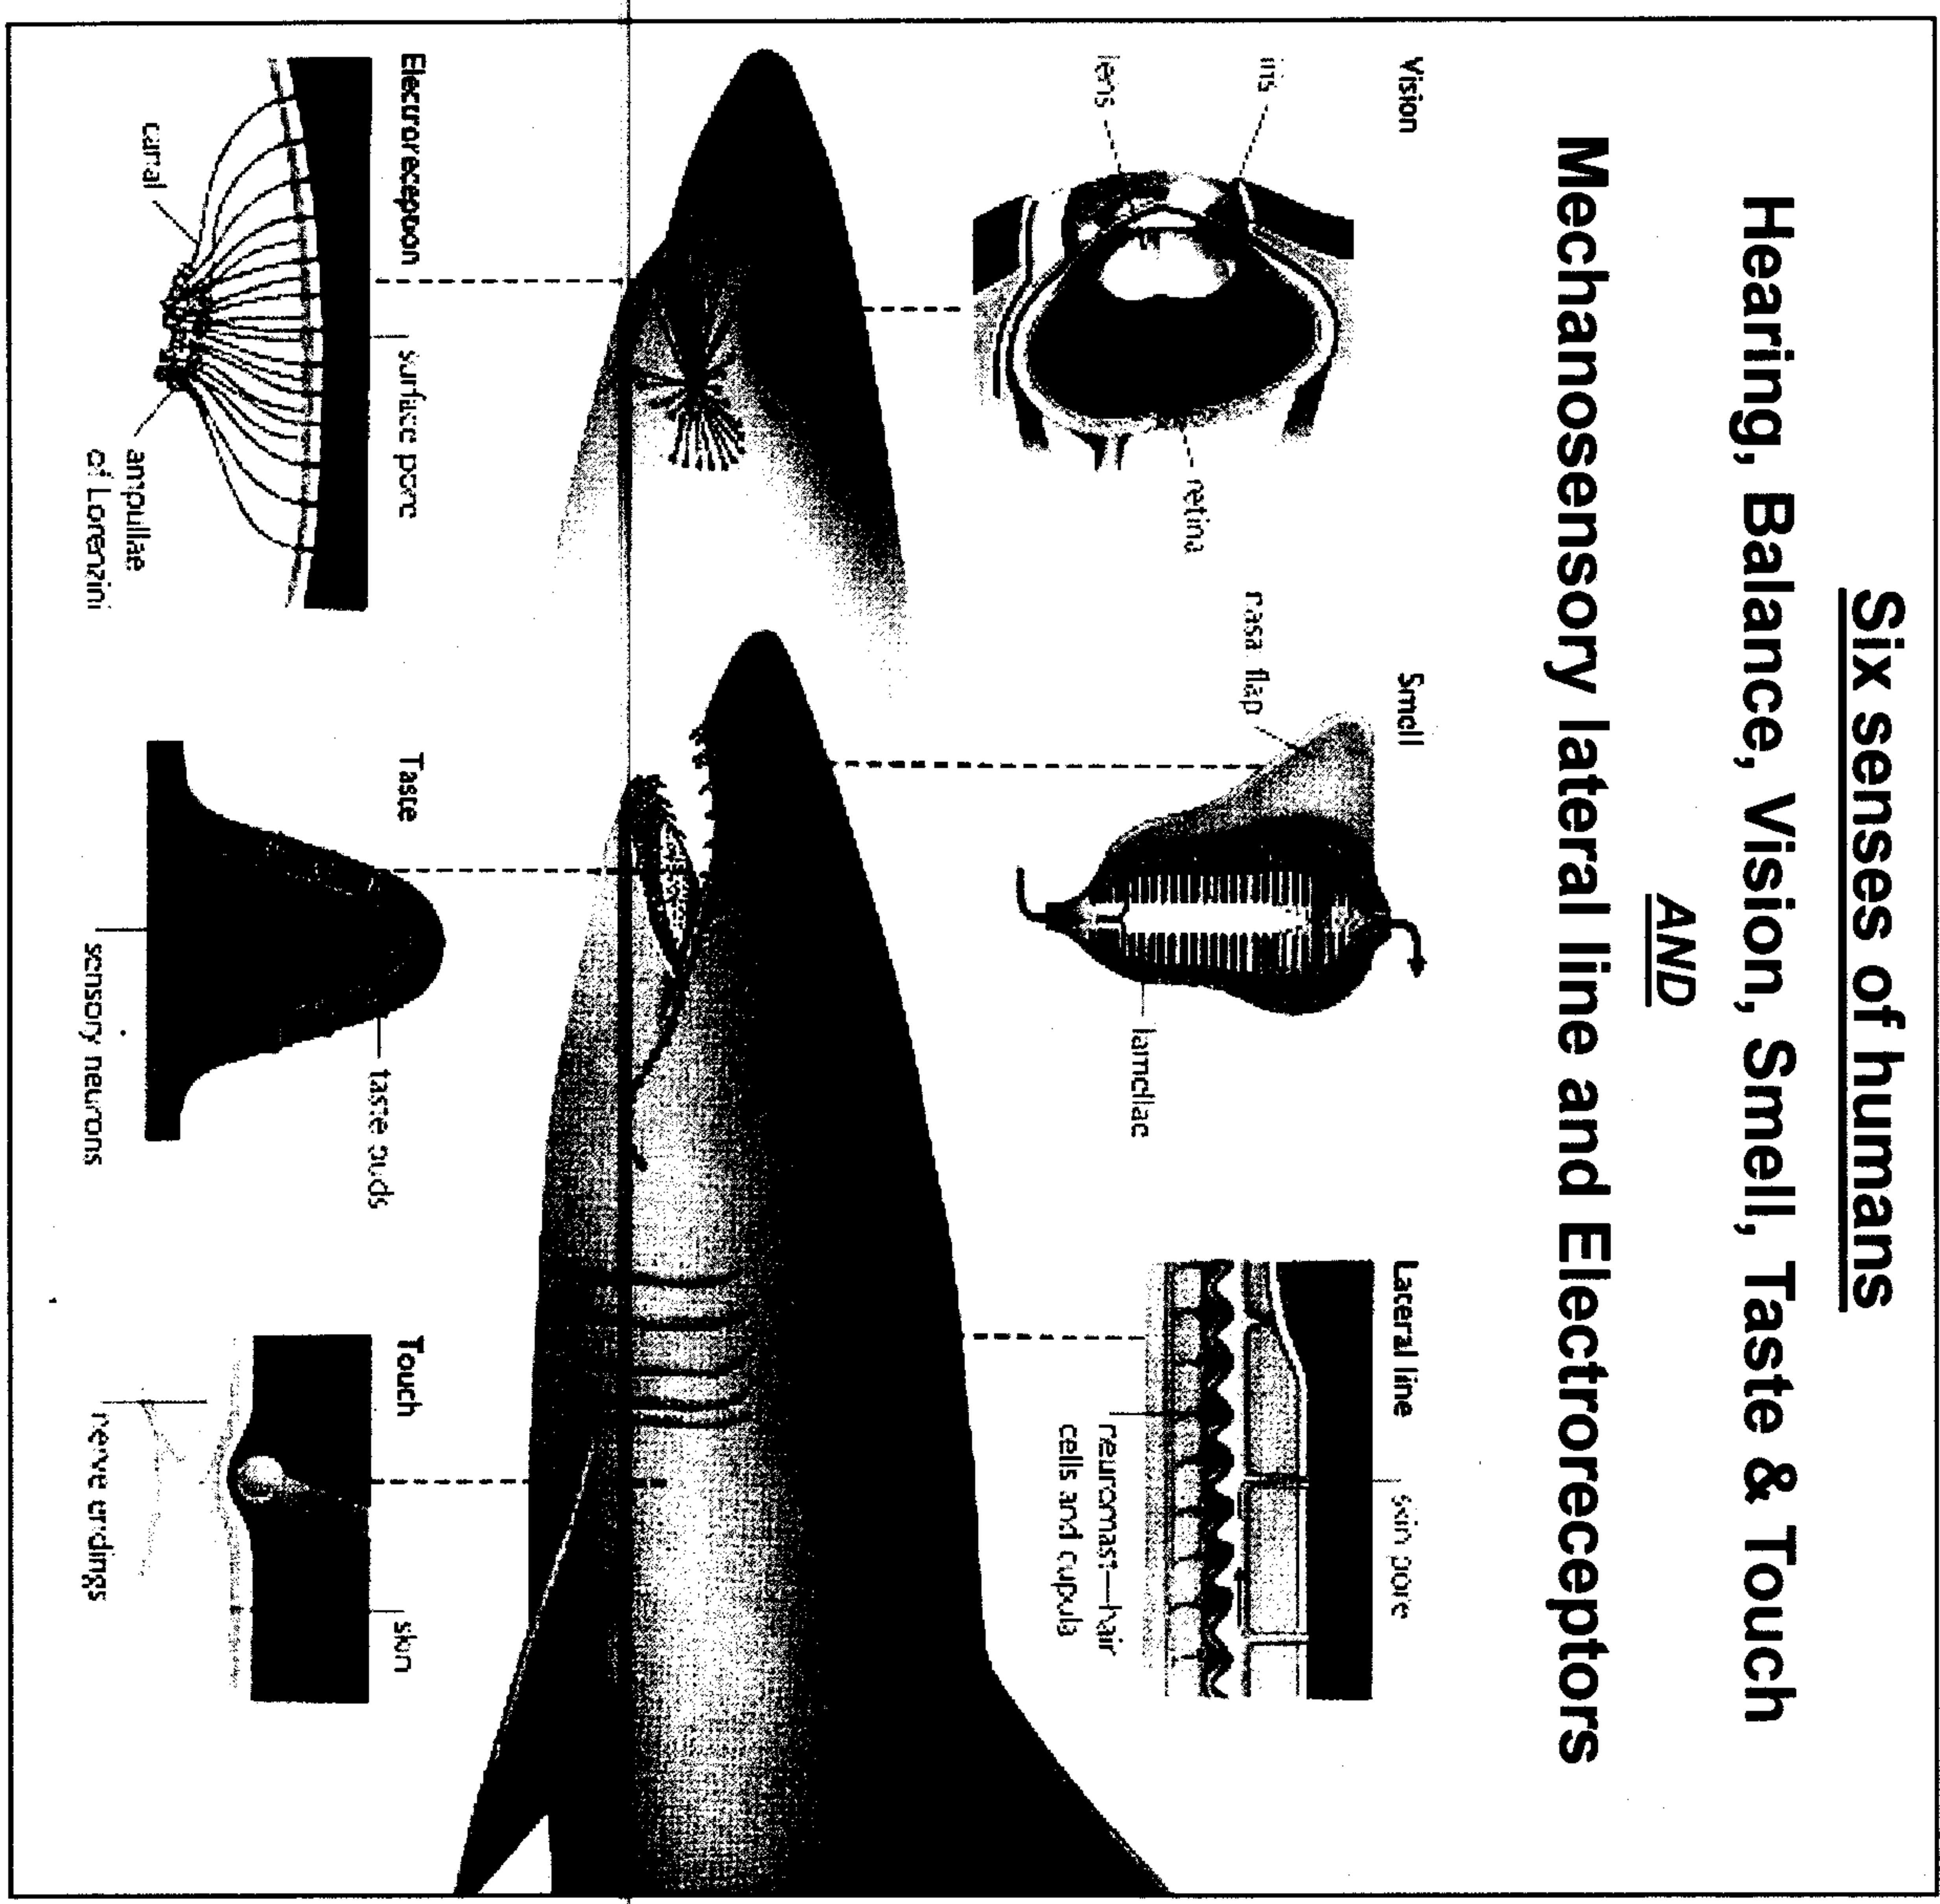 Six senses of humans
Hearing, Balance, Vision, Smell, Taste & Touch
AND
Mechanosensory lateral line and Electroreceptors
Vision
iris
lens
retina
Smell
nasal flap
lamellae
Lateral line
skin pore
neuromast—hair
cells and cupula
Electroreception
surface pore
canal
ampullae
of Lorenzini
Taste
taste buds
sensory neurons
Touch
skin
nerve endings